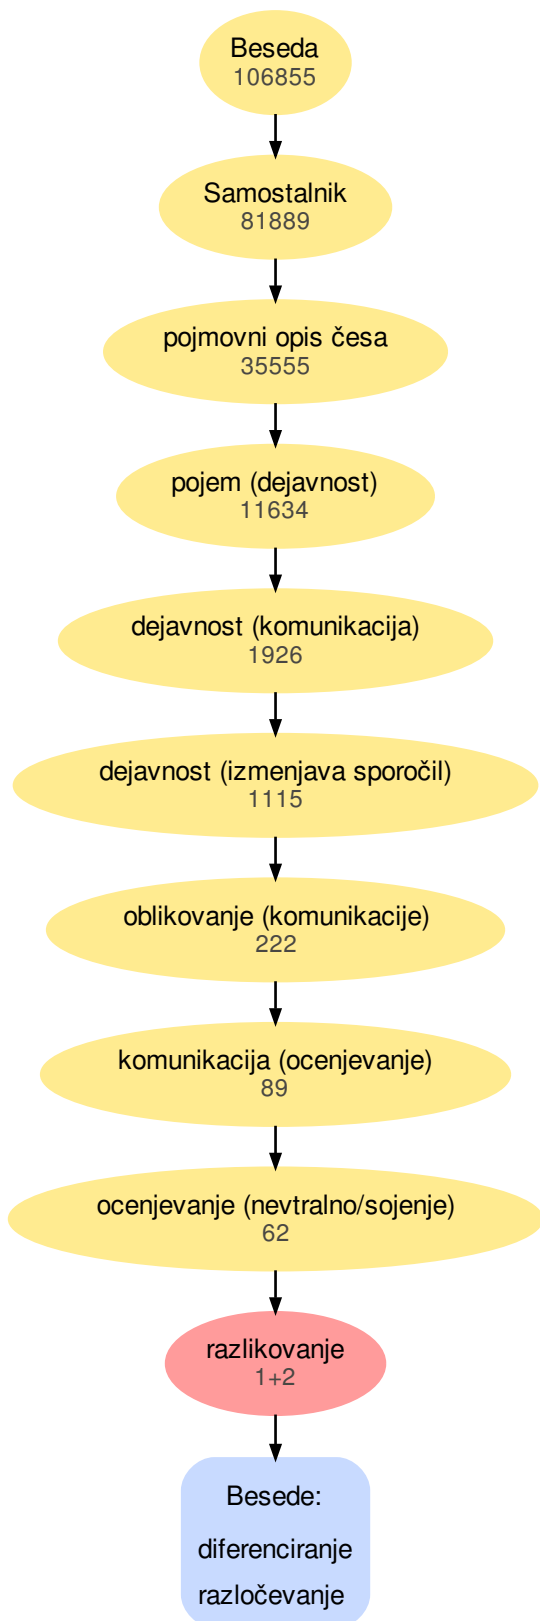 Beseda
106855
Samostalnik
81889
pojmovni opis česa
35555
pojem (dejavnost)
11634
dejavnost (komunikacija)
1926
dejavnost (izmenjava sporočil)
1115
oblikovanje (komunikacije)
222
komunikacija (ocenjevanje)
89
ocenjevanje (nevtralno/sojenje)
62
razlikovanje
1+2
Besede:
diferenciranje
razločevanje